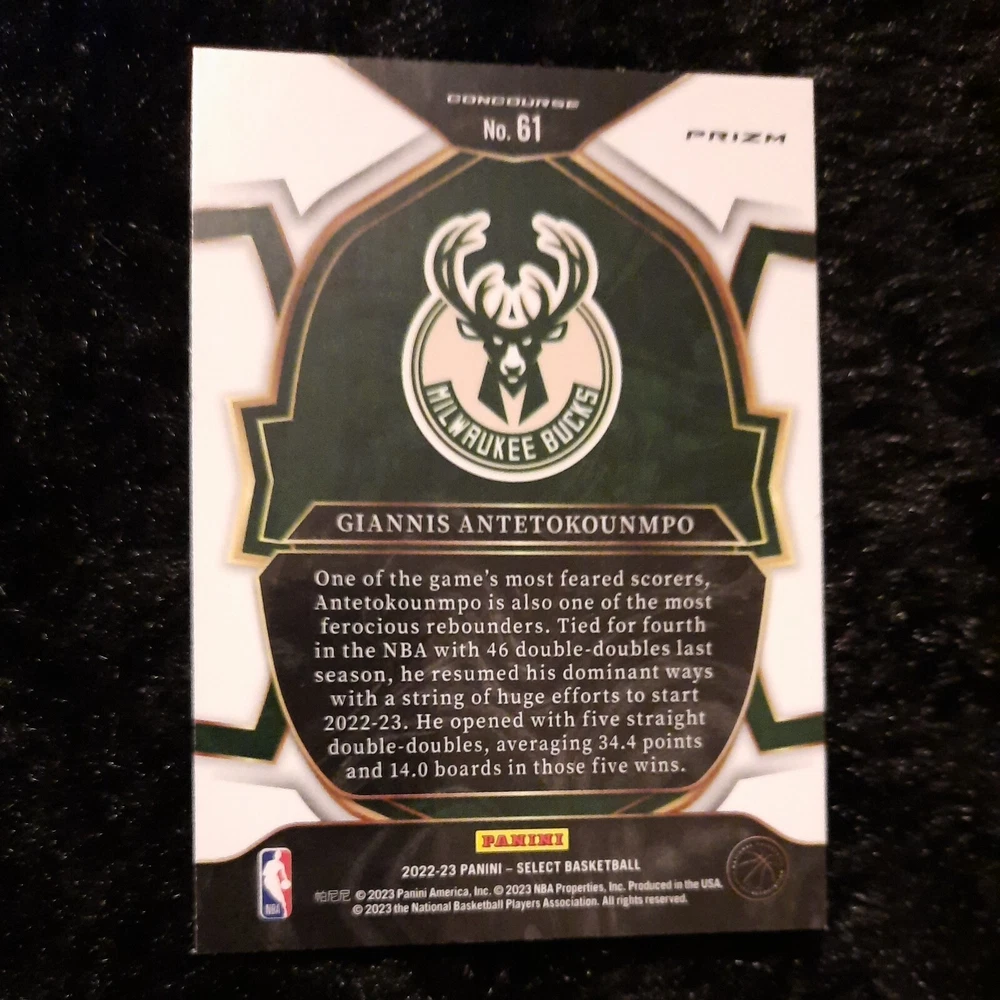 CONCOURSE
No. 61
PRIZM
MILWAUKEE BUCKS
GIANNIS ANTETOKOUNMPO
One of the game's most feared scorers,
Antetokounmpo is also one of the most
ferocious rebounders. Tied for fourth
in the NBA with 46 double-doubles last
season, he resumed his dominant ways
with a string of huge efforts to start
2022-23. He opened with five straight
double-doubles, averaging 34.4 points
and 14.0 boards in those five wins.
PANINI
2022-23 PANINI – SELECT BASKETBALL
NBA
帕尼尼 © 2023 Panini America, Inc. © 2023 NBA Properties, Inc. Produced in the USA.
© 2023 the National Basketball Players Association. All rights reserved.